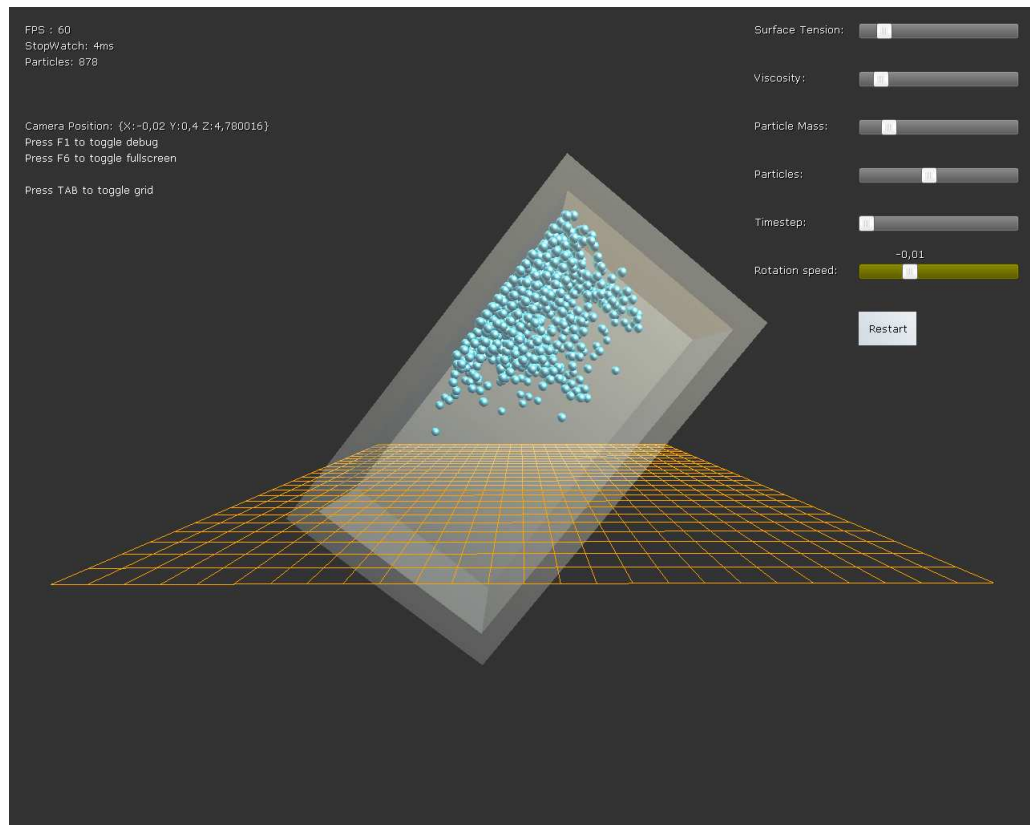 FPS : 60
StopWatch: 4ms
Particles: 878
Camera Position: {X:-0,02 Y:0,4 Z:4,780016}
Press F1 to toggle debug
Press F6 to toggle fullscreen
Press TAB to toggle grid
Surface Tension:
Viscosity:
Particle Mass:
Particles:
Timestep:
-0,01
Rotation speed:
Restart